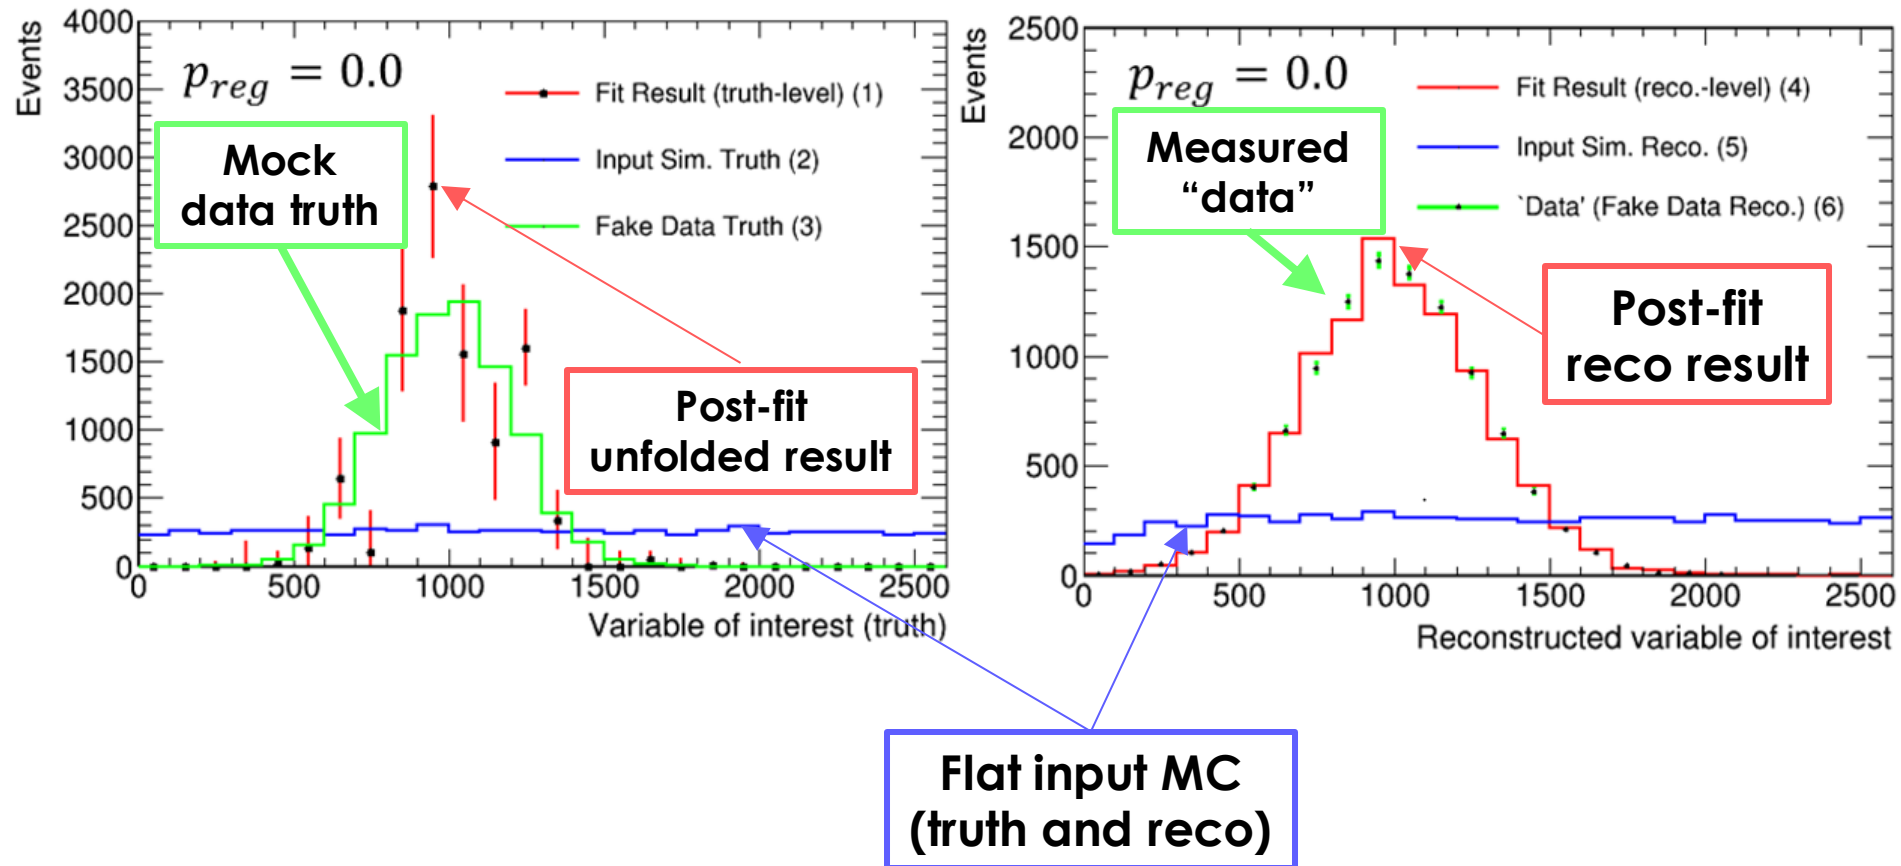 4000
3500
3000
2500
2000
1500
1000
500
0
Events
p_reg = 0.0
Fit Result (truth-level) (1)
Input Sim. Truth (2)
Fake Data Truth (3)
Mock
data truth
Post-fit
unfolded result
0 500 1000 1500 2000 2500
Variable of interest (truth)
2500
2000
1500
1000
500
0
Events
p_reg = 0.0
Fit Result (reco.-level) (4)
Input Sim. Reco. (5)
`Data' (Fake Data Reco.) (6)
Measured
“data”
Post-fit
reco result
0 500 1000 1500 2000 2500
Reconstructed variable of interest
Flat input MC
(truth and reco)